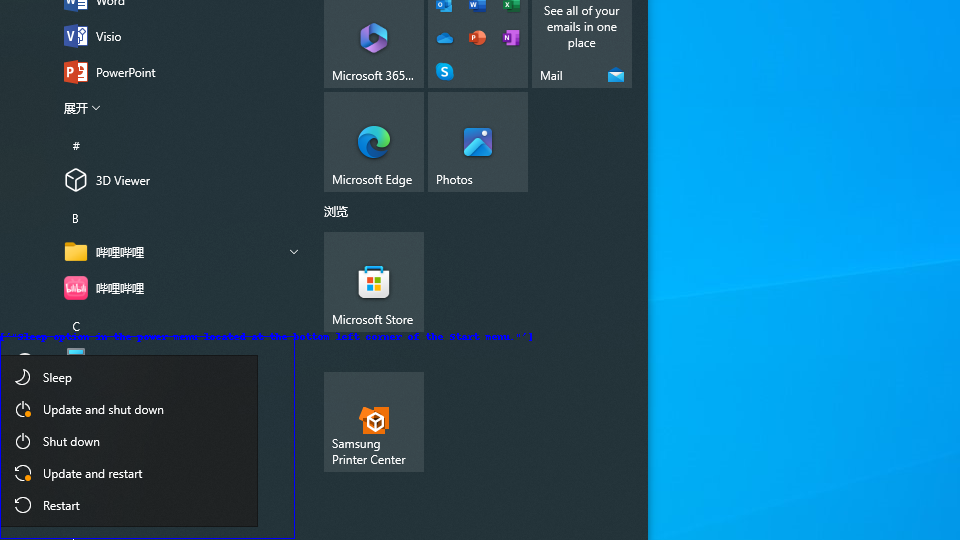 Word
Visio
PowerPoint
展开
#
3D Viewer
B
哔哩哔哩
哔哩哔哩
C
Sleep
Update and shut down
Shut down
Update and restart
Restart
Microsoft 365...
See all of your
emails in one
place
Mail
Microsoft Edge
Photos
浏览
Microsoft Store
Samsung
Printer Center
Sleep option in the power menu located at the bottom left corner of the Start menu.